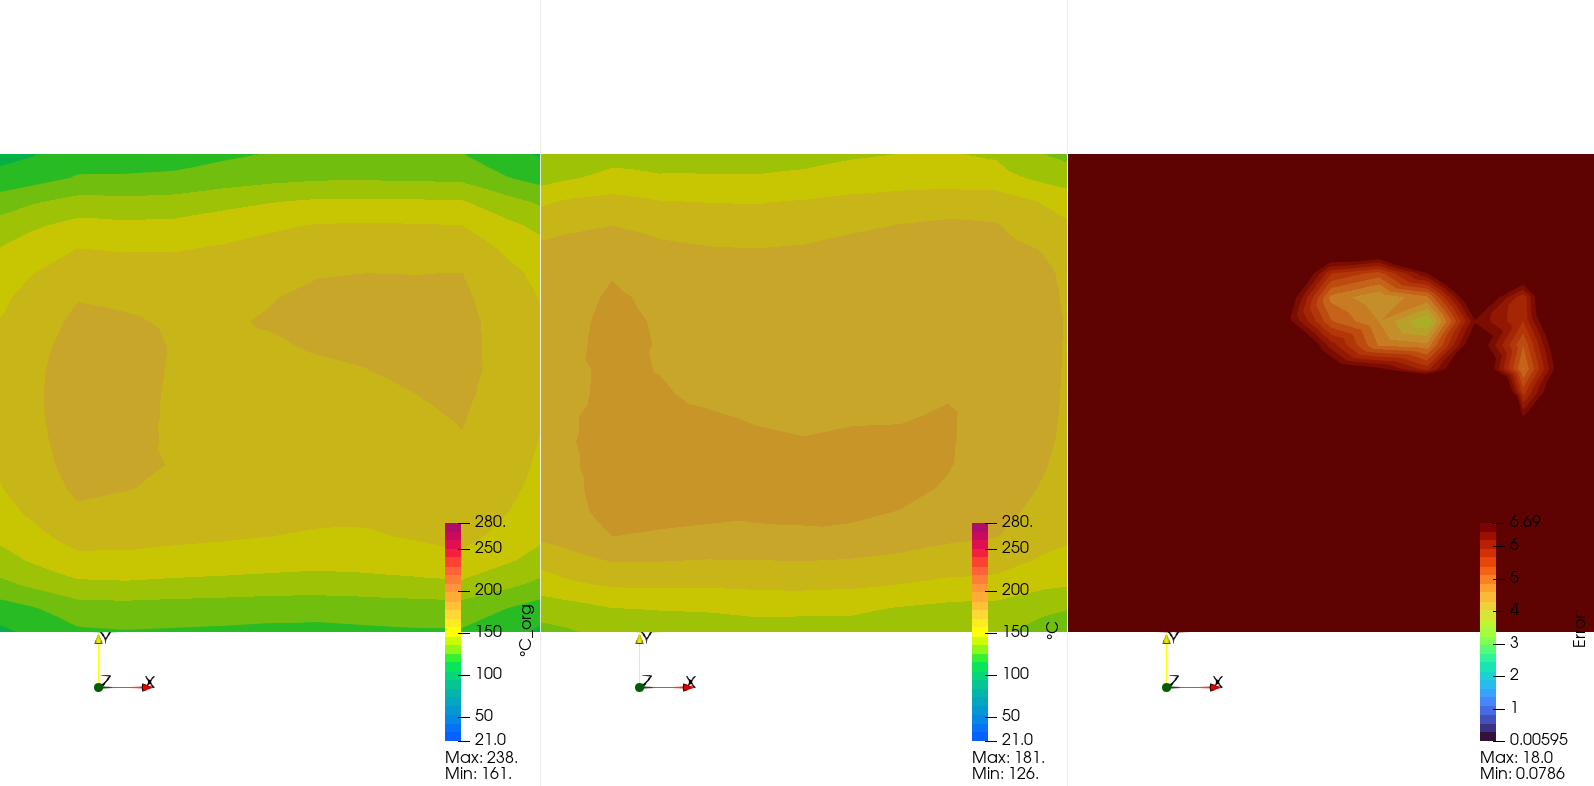 280.
250
200
150
100
50
21.0
°C_org
Max: 238.
Min: 161.
Y
Z
X
280.
250
200
150
100
50
21.0
°C
Max: 181.
Min: 126.
Y
Z
X
6.69
6
5
4
3
2
1
0.00595
Error
Max: 18.0
Min: 0.0786
Y
Z
X